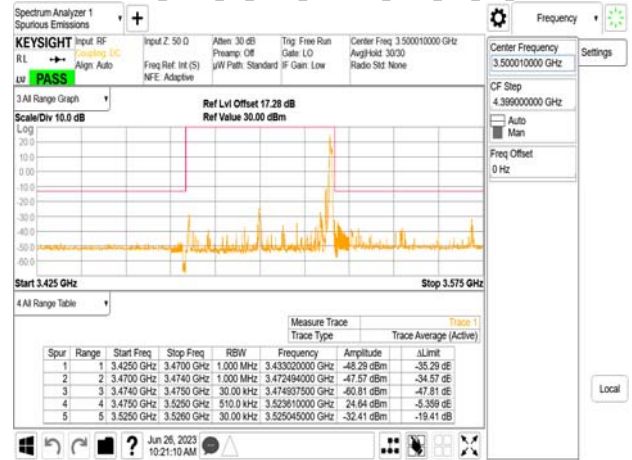 Spectrum Analyzer 1
Spurious Emissions
+
Frequency
KEYSIGHT
Input: RF
Coupling: DC
Align: Auto
Input Z: 50 Ω
Freq Ref: Int (S)
NFE: Adaptive
Atten: 30 dB
Preamp: Off
µW Path: Standard
Trig: Free Run
Gate: LO
IF Gain: Low
Center Freq: 3.500010000 GHz
Avg|Hold: 30/30
Radio Std: None
RL
LV PASS
Center Frequency
3.500010000 GHz
Settings
CF Step
4.399000000 GHz
Auto
Man
Freq Offset
0 Hz
Local
3 All Range Graph
Scale/Div 10.0 dB
Ref Lvl Offset 17.28 dB
Ref Value 30.00 dBm
Log
20.0
10.0
0.00
-10.0
-20.0
-30.0
-40.0
-50.0
-60.0
Start 3.425 GHz
Stop 3.575 GHz
4 All Range Table
Measure Trace Trace 1
Trace Type Trace Average (Active)
Spur Range Start Freq Stop Freq RBW Frequency Amplitude ΔLimit
1 1 3.4250 GHz 3.4700 GHz 1.000 MHz 3.433020000 GHz -48.29 dBm -35.29 dB
2 2 3.4700 GHz 3.4740 GHz 1.000 MHz 3.472494000 GHz -47.57 dBm -34.57 dB
3 3 3.4740 GHz 3.4750 GHz 30.00 kHz 3.474937500 GHz -60.81 dBm -47.81 dB
4 4 3.4750 GHz 3.5250 GHz 510.0 kHz 3.523610000 GHz 24.64 dBm -5.359 dB
5 5 3.5250 GHz 3.5260 GHz 30.00 kHz 3.525045000 GHz -32.41 dBm -19.41 dB
?
Jun 26, 2023
10:21:10 AM